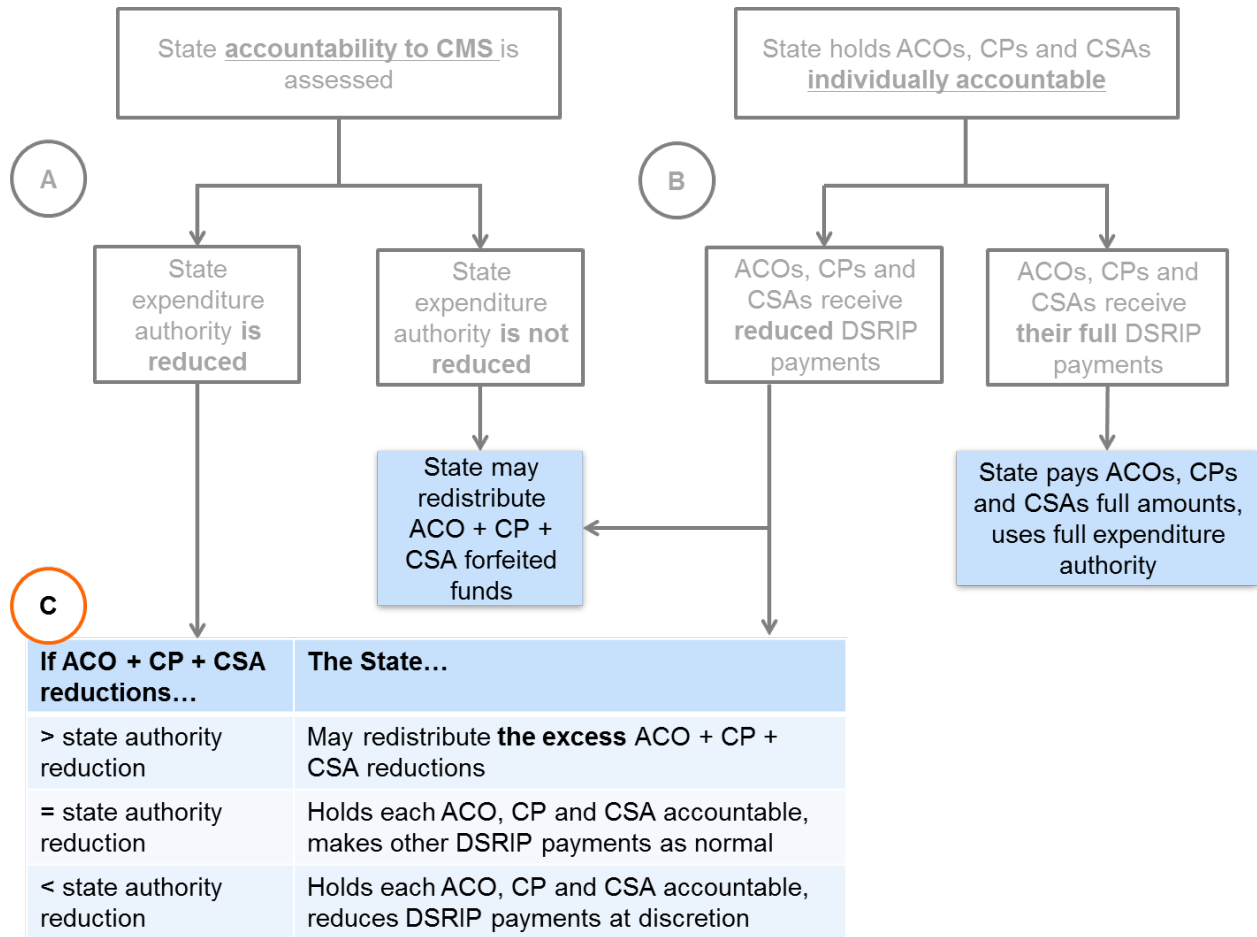 State accountability to CMS is
assessed
State holds ACOs, CPs and CSAs
individually accountable
A
B
State
expenditure
authority is
reduced
State
expenditure
authority is not
reduced
ACOs, CPs and
CSAs receive
reduced DSRIP
payments
ACOs, CPs and
CSAs receive
their full DSRIP
payments
State may
redistribute
ACO + CP +
CSA forfeited
funds
State pays ACOs, CPs
and CSAs full amounts,
uses full expenditure
authority
C
If ACO + CP + CSA
reductions…
The State…
> state authority
reduction
May redistribute the excess ACO + CP +
CSA reductions
= state authority
reduction
Holds each ACO, CP and CSA accountable,
makes other DSRIP payments as normal
< state authority
reduction
Holds each ACO, CP and CSA accountable,
reduces DSRIP payments at discretion